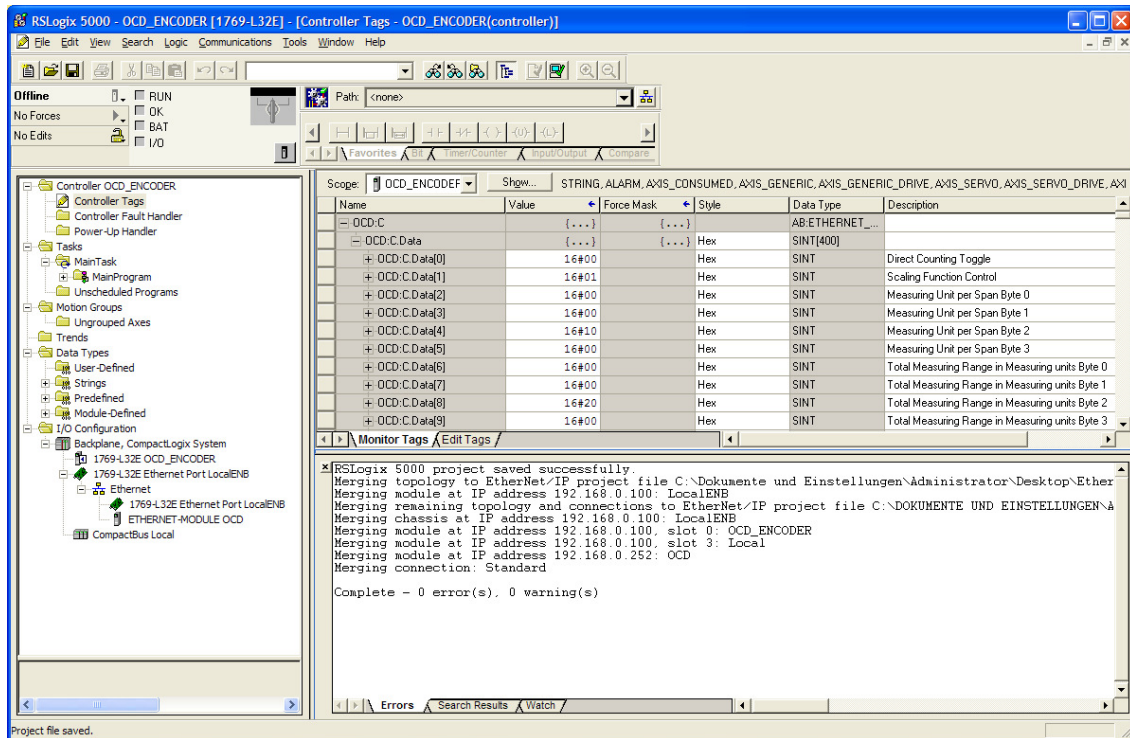 RSLogix 5000 - OCD_ENCODER [1769-L32E] - [Controller Tags - OCD_ENCODER(controller)]
File Edit View Search Logic Communications Tools Window Help
Offline RUN
No Forces OK
No Edits BAT
I/O
Path: <none>
Favorites Bit Timer/Counter Input/Output Compare
Controller OCD_ENCODER
Controller Tags
Controller Fault Handler
Power-Up Handler
Tasks
MainTask
MainProgram
Unscheduled Programs
Motion Groups
Ungrouped Axes
Trends
Data Types
User-Defined
Strings
Predefined
Module-Defined
I/O Configuration
Backplane, CompactLogix System
1769-L32E OCD_ENCODER
1769-L32E Ethernet Port LocalENB
Ethernet
1769-L32E Ethernet Port LocalENB
ETHERNET-MODULE OCD
CompactBus Local
Scope: OCD_ENCODEF Show... STRING, ALARM, AXIS_CONSUMED, AXIS_GENERIC, AXIS_GENERIC_DRIVE, AXIS_SERVO, AXIS_SERVO_DRIVE, AXI
Name Value Force Mask Style Data Type Description
OCD:C {...} {...} AB:ETHERNET_...
OCD:C.Data {...} {...} Hex SINT[400]
OCD:C.Data[0] 16#00 Hex SINT Direct Counting Toggle
OCD:C.Data[1] 16#01 Hex SINT Scaling Function Control
OCD:C.Data[2] 16#00 Hex SINT Measuring Unit per Span Byte 0
OCD:C.Data[3] 16#00 Hex SINT Measuring Unit per Span Byte 1
OCD:C.Data[4] 16#10 Hex SINT Measuring Unit per Span Byte 2
OCD:C.Data[5] 16#00 Hex SINT Measuring Unit per Span Byte 3
OCD:C.Data[6] 16#00 Hex SINT Total Measuring Range in Measuring units Byte 0
OCD:C.Data[7] 16#00 Hex SINT Total Measuring Range in Measuring units Byte 1
OCD:C.Data[8] 16#20 Hex SINT Total Measuring Range in Measuring units Byte 2
OCD:C.Data[9] 16#00 Hex SINT Total Measuring Range in Measuring units Byte 3
Monitor Tags Edit Tags
RSLogix 5000 project saved successfully.
Merging topology to EtherNet/IP project file C:\Dokumente und Einstellungen\Administrator\Desktop\Ether
Merging module at IP address 192.168.0.100: LocalENB
Merging remaining topology and connections to EtherNet/IP project file C:\DOKUMENTE UND EINSTELLUNGEN\A
Merging chassis at IP address 192.168.0.100: LocalENB
Merging module at IP address 192.168.0.100, slot 0: OCD_ENCODER
Merging module at IP address 192.168.0.100, slot 3: Local
Merging module at IP address 192.168.0.252: OCD
Merging connection: Standard
Complete - 0 error(s), 0 warning(s)
Errors Search Results Watch
Project file saved.